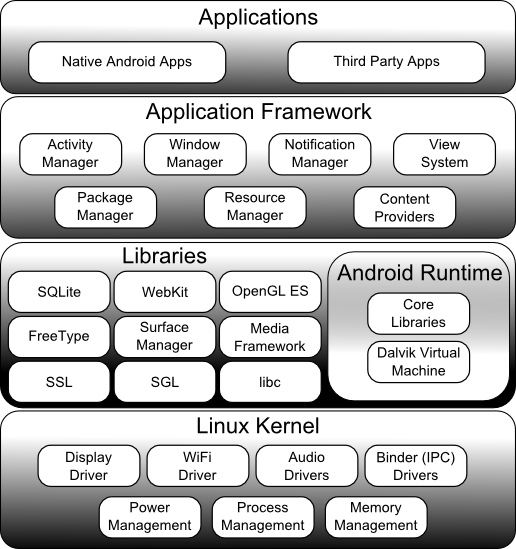 Applications
Native Android Apps
Third Party Apps
Application Framework
Activity
Manager
Window
Manager
Notification
Manager
View
System
Package
Manager
Resource
Manager
Content
Providers
Libraries
SQLite
WebKit
OpenGL ES
FreeType
Surface
Manager
Media
Framework
SSL
SGL
libc
Android Runtime
Core
Libraries
Dalvik Virtual
Machine
Linux Kernel
Display
Driver
WiFi
Driver
Audio
Drivers
Binder (IPC)
Drivers
Power
Management
Process
Management
Memory
Management